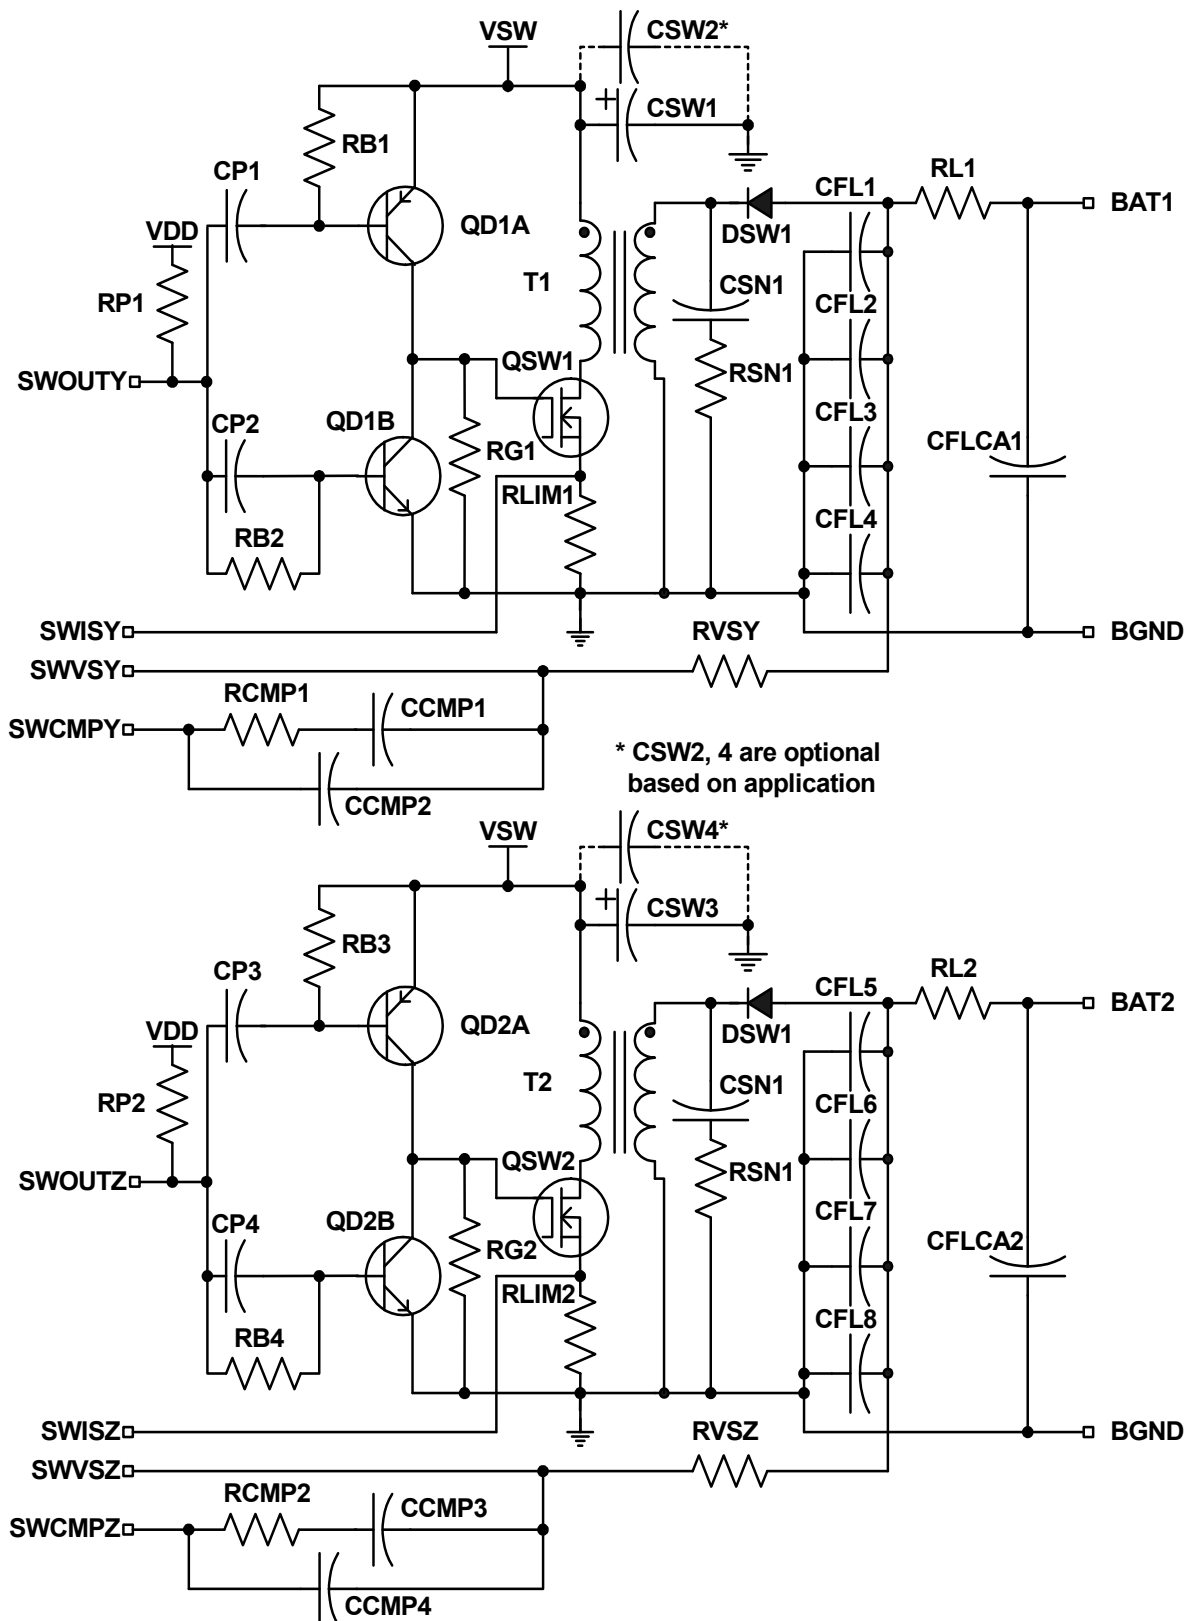 VSW
CSW2*
+
CSW1
RB1
CP1
VDD
QD1A
RP1
T1
DSW1
CFL1
RL1
BAT1
CSN1
CFL2
SWOUTY
QSW1
RSN1
CP2
QD1B
CFL3
RG1
CFLCA1
RLIM1
CFL4
RB2
SWISY
RVSY
BGND
SWVSY
RCMP1
CCMP1
SWCMPY
CCMP2
* CSW2, 4 are optional
based on application
VSW
CSW4*
+
CSW3
RB3
CP3
VDD
QD2A
RP2
T2
DSW1
CFL5
RL2
BAT2
CSN1
CFL6
SWOUTZ
QSW2
RSN1
CP4
QD2B
CFL7
RG2
CFLCA2
RLIM2
CFL8
RB4
SWISZ
RVSZ
BGND
SWVSZ
RCMP2
CCMP3
SWCMPZ
CCMP4